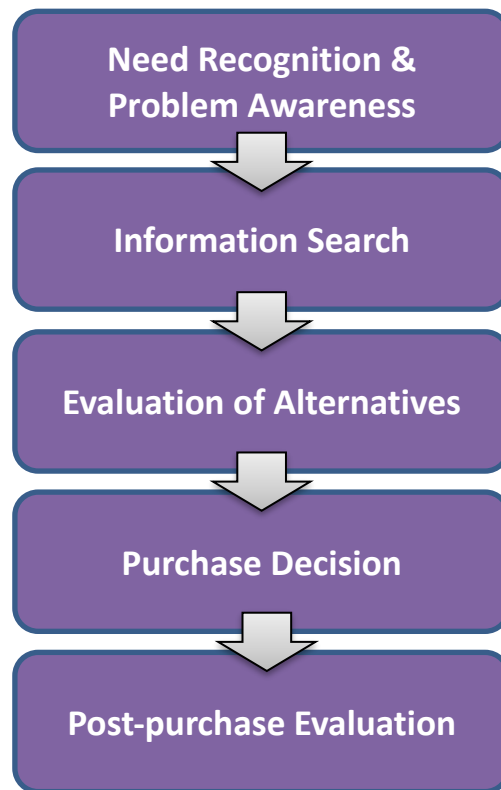 Need Recognition &
Problem Awareness
Information Search
Evaluation of Alternatives
Purchase Decision
Post-purchase Evaluation